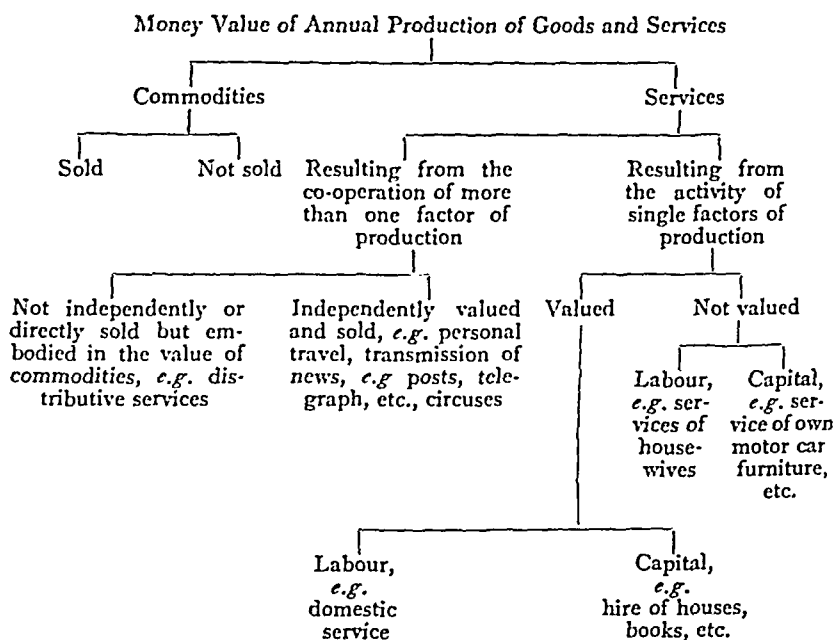 Money Value of Annual Production of Goods and Services
Commodities
Services
Sold
Not sold
Resulting from the
co-operation of more
than one factor of
production
Resulting from
the activity of
single factors of
production
Not independently or
directly sold but em-
bodied in the value of
commodities, e.g. dis-
tributive services
Independently valued
and sold, e.g. personal
travel, transmission of
news, e.g posts, tele-
graph, etc., circuses
Valued
Not valued
Labour,
e.g. ser-
vices of
house-
wives
Capital,
e.g. ser-
vice of own
motor car
furniture,
etc.
Labour,
e.g.
domestic
service
Capital,
e.g.
hire of houses,
books, etc.